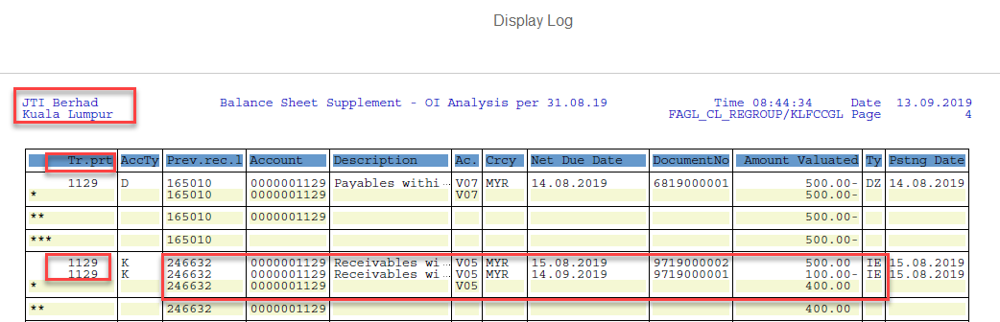 Display Log
JTI Berhad Balance Sheet Supplement - OI Analysis per 31.08.19 Time 08:44:34 Date 13.09.2019
Kuala Lumpur FAGL_CL_REGROUP/KLFCCGL Page 4
Tr.prt AccTy Prev.rec.l Account Description Ac. Crcy Net Due Date DocumentNo Amount Valuated Ty Pstng Date
1129 D 165010 0000001129 Payables withi… V07 MYR 14.08.2019 6819000001 500.00- DZ 14.08.2019
* 165010 0000001129 V07 500.00-
** 165010 0000001129 500.00-
*** 165010 500.00-
1129 K 246632 0000001129 Receivables wi… V05 MYR 15.08.2019 9719000002 500.00 IE 15.08.2019
1129 K 246632 0000001129 Receivables wi… V05 MYR 14.09.2019 9719000001 100.00- IE 15.08.2019
* 246632 0000001129 V05 400.00
** 246632 0000001129 400.00